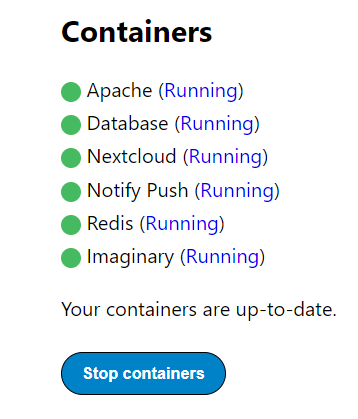 Containers
Apache (Running)
Database (Running)
Nextcloud (Running)
Notify Push (Running)
Redis (Running)
Imaginary (Running)
Your containers are up-to-date.
Stop containers